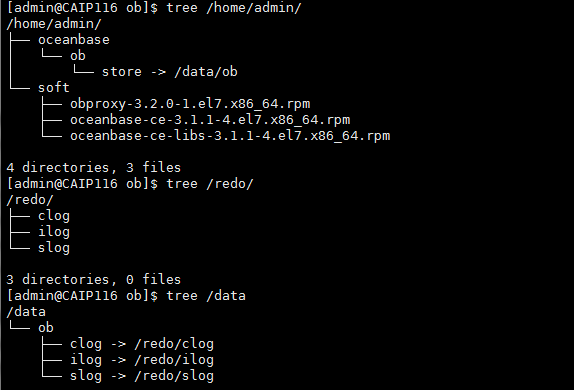 [admin@CAIP116 ob]$ tree /home/admin/
/home/admin/
├── oceanbase
│   └── ob
│       └── store -> /data/ob
└── soft
    ├── obproxy-3.2.0-1.el7.x86_64.rpm
    ├── oceanbase-ce-3.1.1-4.el7.x86_64.rpm
    └── oceanbase-ce-libs-3.1.1-4.el7.x86_64.rpm

4 directories, 3 files
[admin@CAIP116 ob]$ tree /redo/
/redo/
├── clog
├── ilog
└── slog

3 directories, 0 files
[admin@CAIP116 ob]$ tree /data
/data
└── ob
    ├── clog -> /redo/clog
    ├── ilog -> /redo/ilog
    └── slog -> /redo/slog